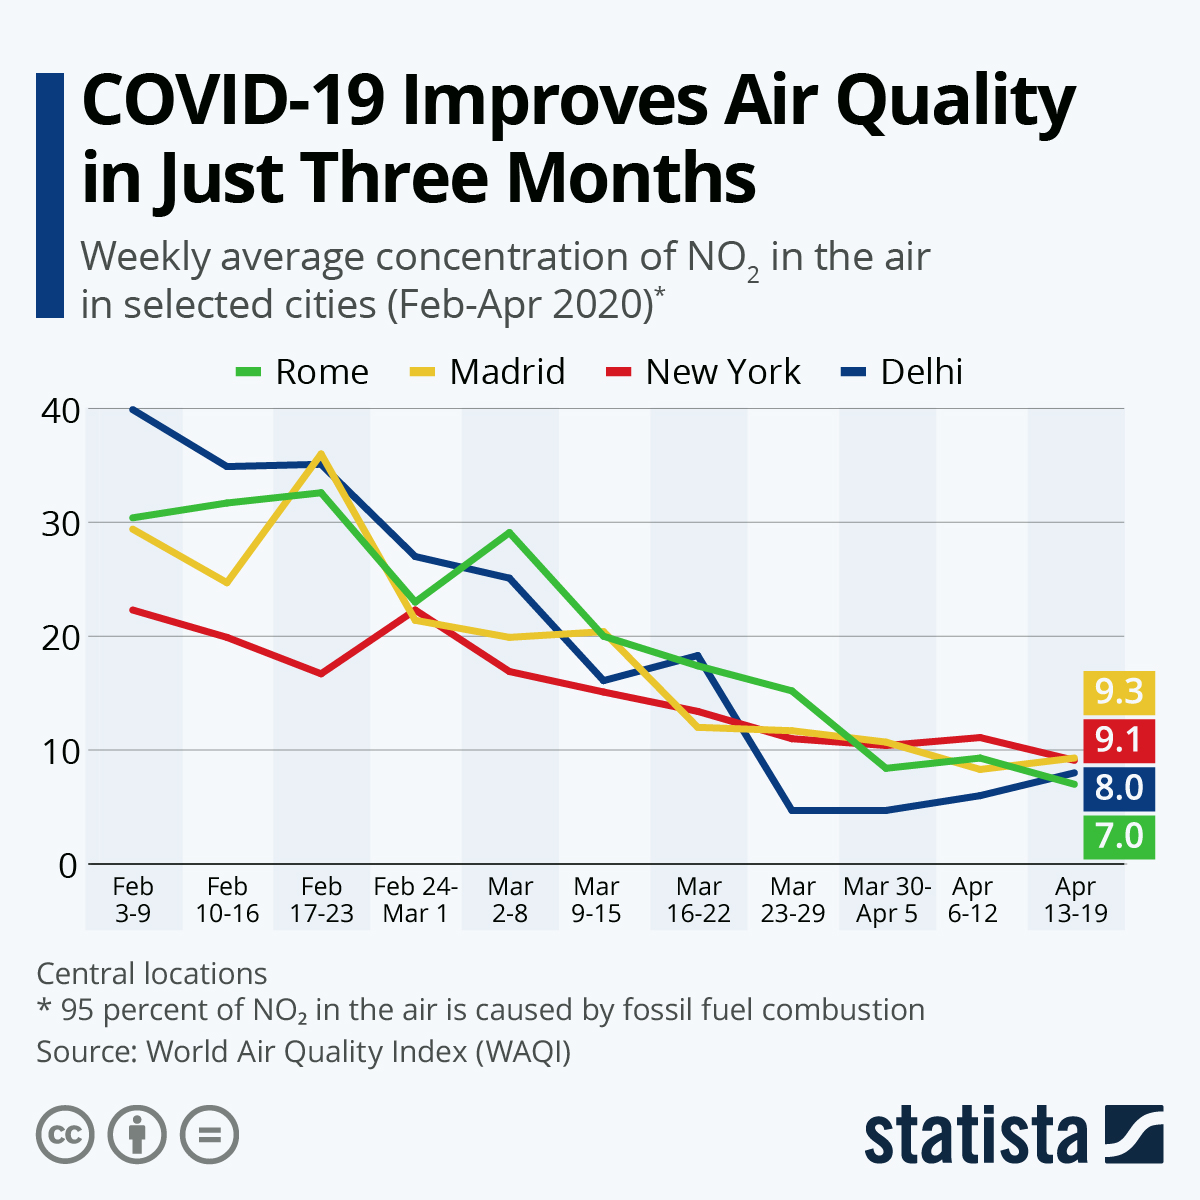 COVID-19 Improves Air Quality
in Just Three Months
Weekly average concentration of NO₂ in the air
in selected cities (Feb-Apr 2020)*
Rome Madrid New York Delhi
40
30
20
10
0
9.3
9.1
8.0
7.0
Feb Feb Feb Feb 24- Mar Mar Mar Mar Mar 30- Apr Apr
3-9 10-16 17-23 Mar 1 2-8 9-15 16-22 23-29 Apr 5 6-12 13-19
Central locations
* 95 percent of NO₂ in the air is caused by fossil fuel combustion
Source: World Air Quality Index (WAQI)
cc
statista